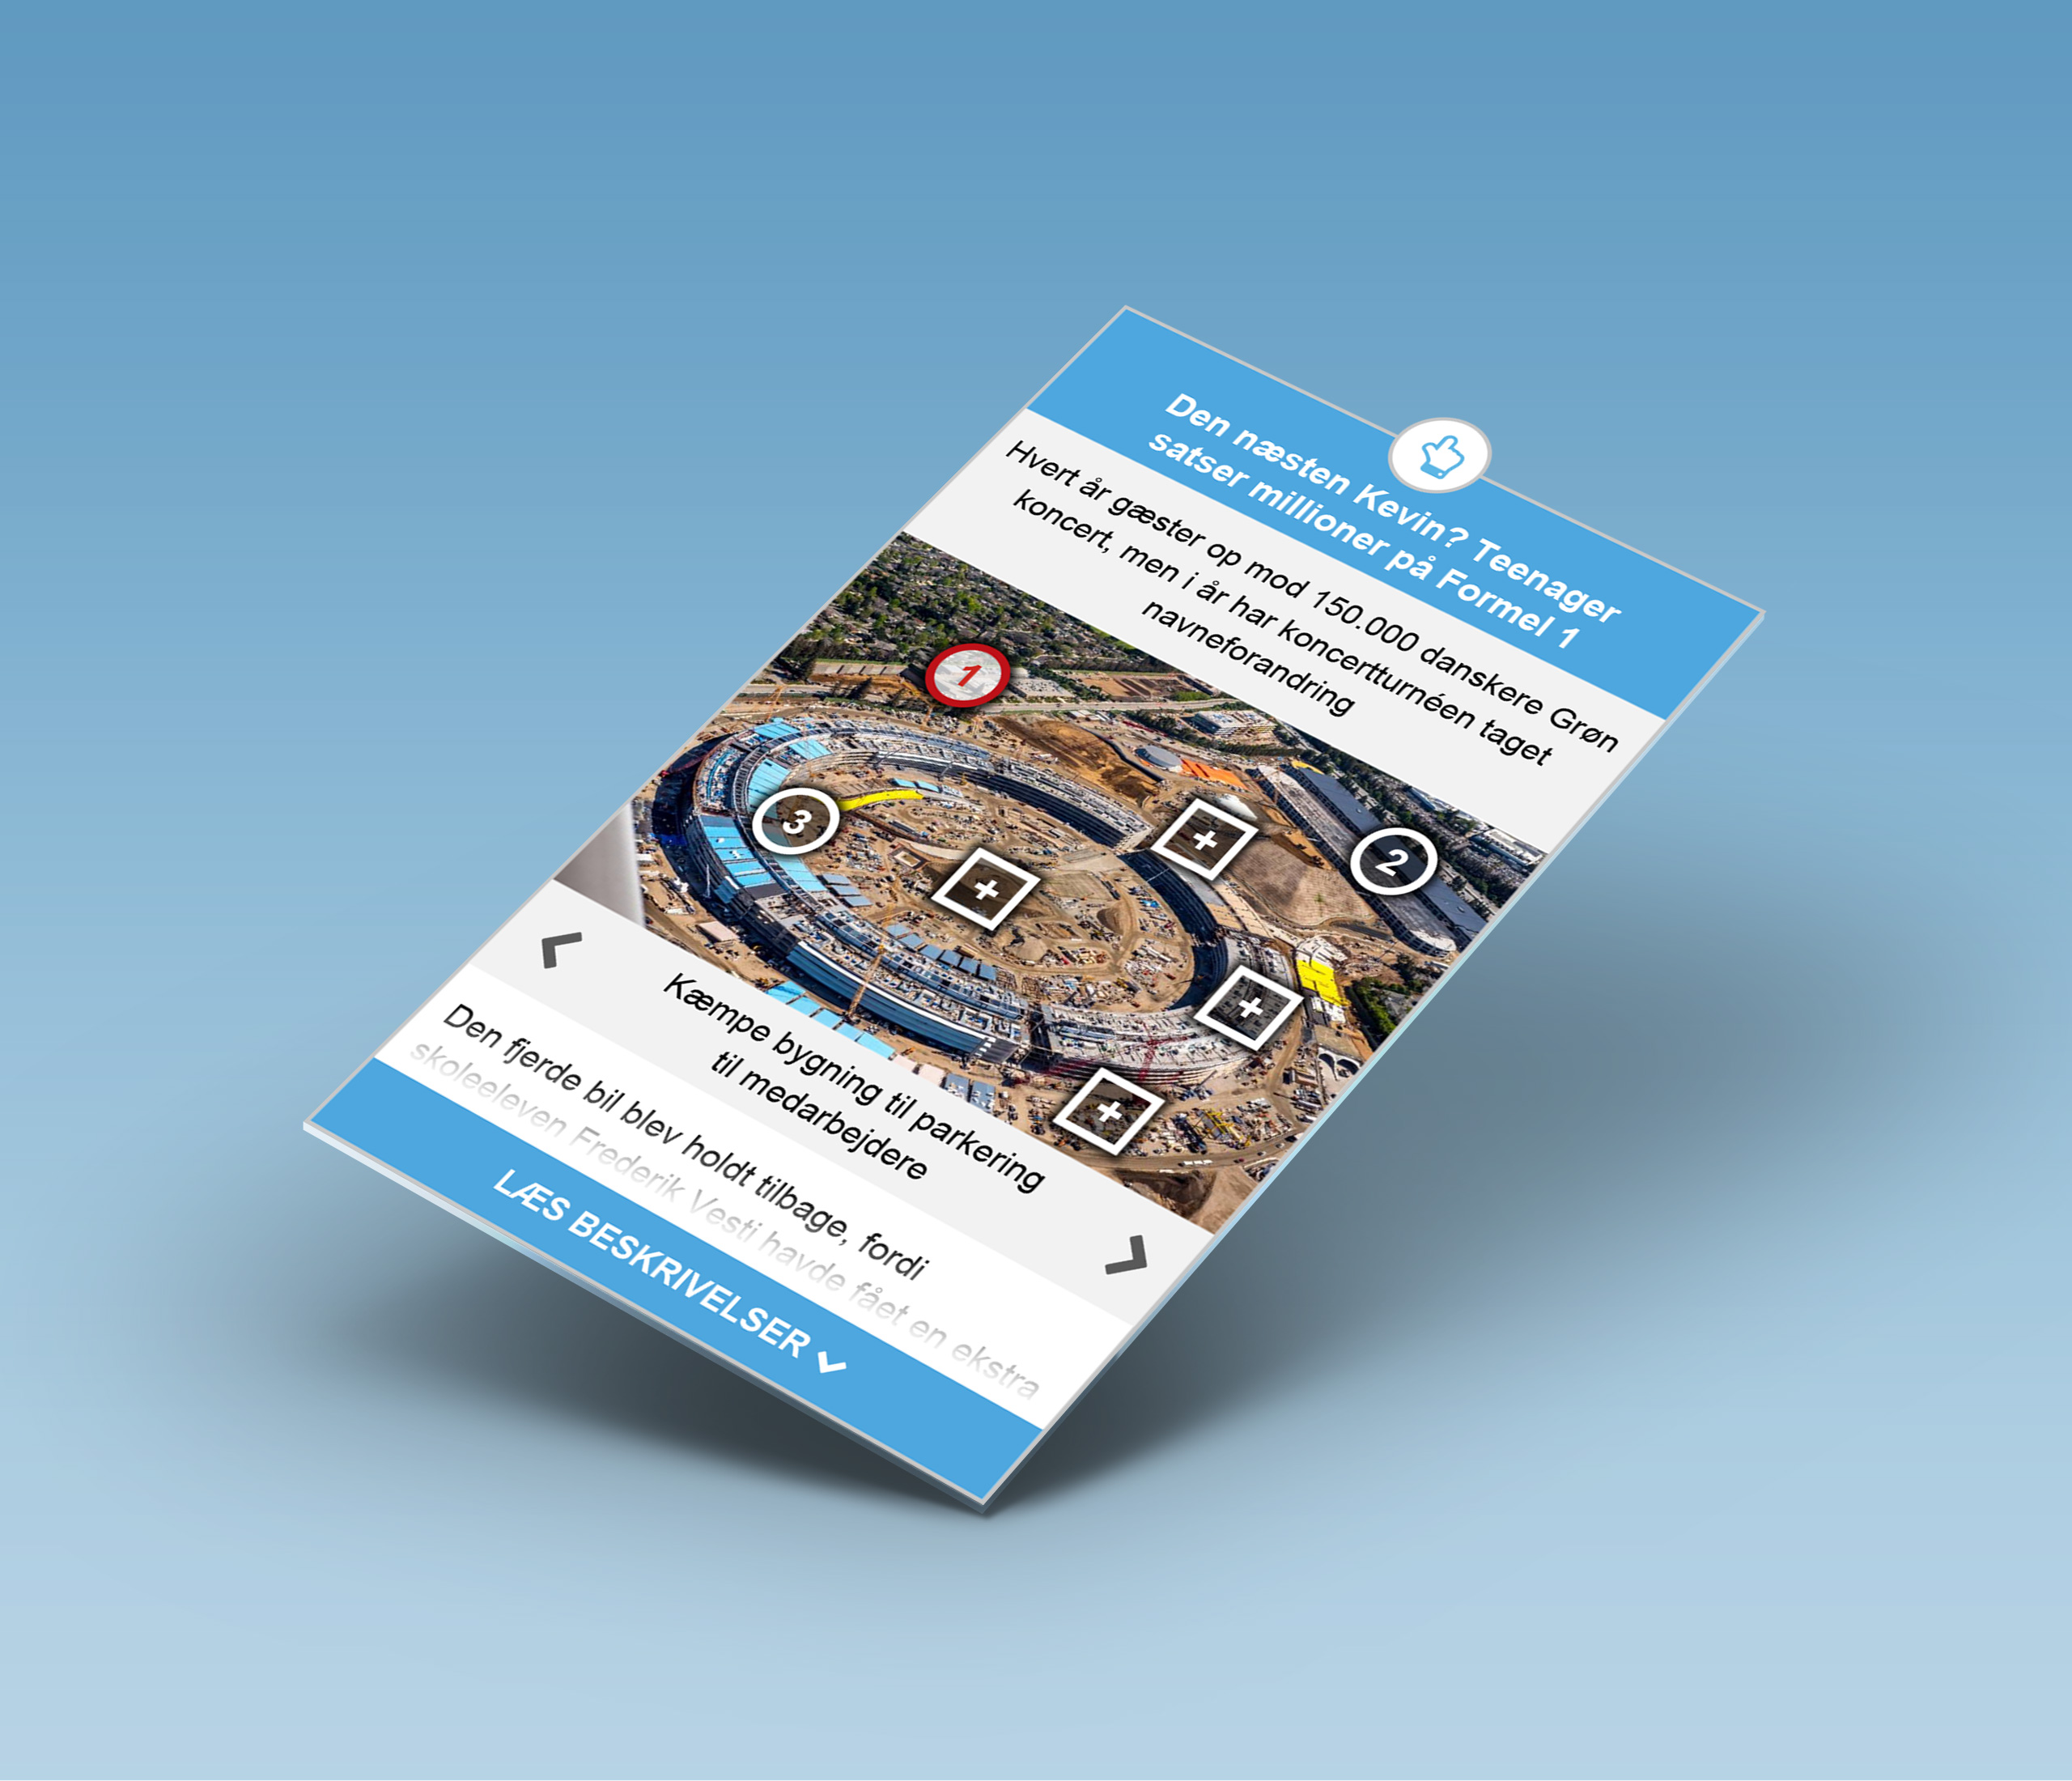 Den næsten Kevin? Teenager
satser millioner på Formel 1
Hvert år gæster op mod 150.000 danskere Grøn
koncert, men i år har koncertturnéen taget
navneforandring
1
3
+
+
2
+
+
Kæmpe bygning til parkering
til medarbejdere
Den fjerde bil blev holdt tilbage, fordi
skoleeleven Frederik Vesti havde fået en ekstra
LÆS BESKRIVELSER